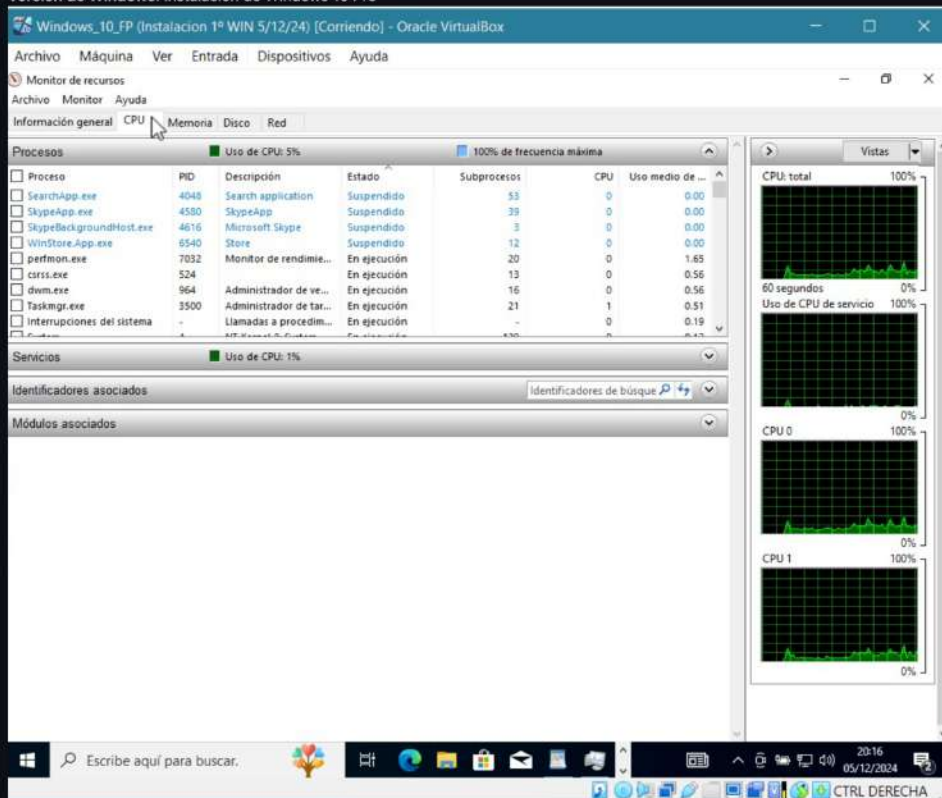 Windows_10_FP (Instalacion 1º WIN 5/12/24) [Corriendo] - Oracle VirtualBox
Archivo Máquina Ver Entrada Dispositivos Ayuda
Monitor de recursos
Archivo Monitor Ayuda
Información general CPU Memoria Disco Red
Procesos Uso de CPU: 5% 100% de frecuencia máxima
Proceso PID Descripción Estado Subprocesos CPU Uso medio de ...
SearchApp.exe 4048 Search application Suspendido 53 0 0.00
SkypeApp.exe 4580 SkypeApp Suspendido 39 0 0.00
SkypeBackgroundHost.exe 4616 Microsoft Skype Suspendido 3 0 0.00
WinStore.App.exe 6540 Store Suspendido 12 0 0.00
perfmon.exe 7032 Monitor de rendimie... En ejecución 20 0 1.65
csrss.exe 524 En ejecución 13 0 0.56
dwm.exe 964 Administrador de ve... En ejecución 16 0 0.56
Taskmgr.exe 3500 Administrador de tar... En ejecución 21 1 0.51
Interrupciones del sistema - Llamadas a procedim... En ejecución - 0 0.19
Servicios Uso de CPU: 1%
Identificadores asociados Identificadores de búsque
Módulos asociados
Vistas
CPU: total 100%
60 segundos 0%
Uso de CPU de servicio 100%
0%
CPU 0 100%
0%
CPU 1 100%
0%
Escribe aquí para buscar.
20:16
05/12/2024
2
CTRL DERECHA